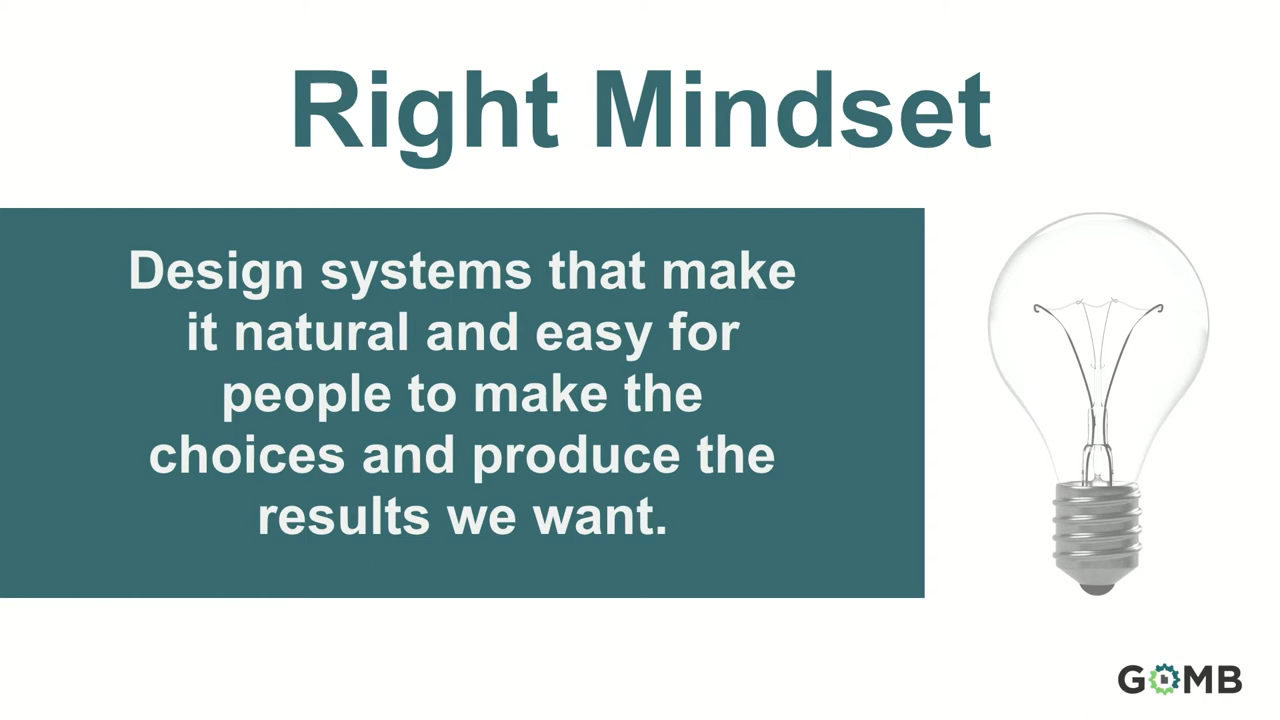 Right Mindset
Design systems that make
it natural and easy for
people to make the
choices and produce the
results we want.
GOMB